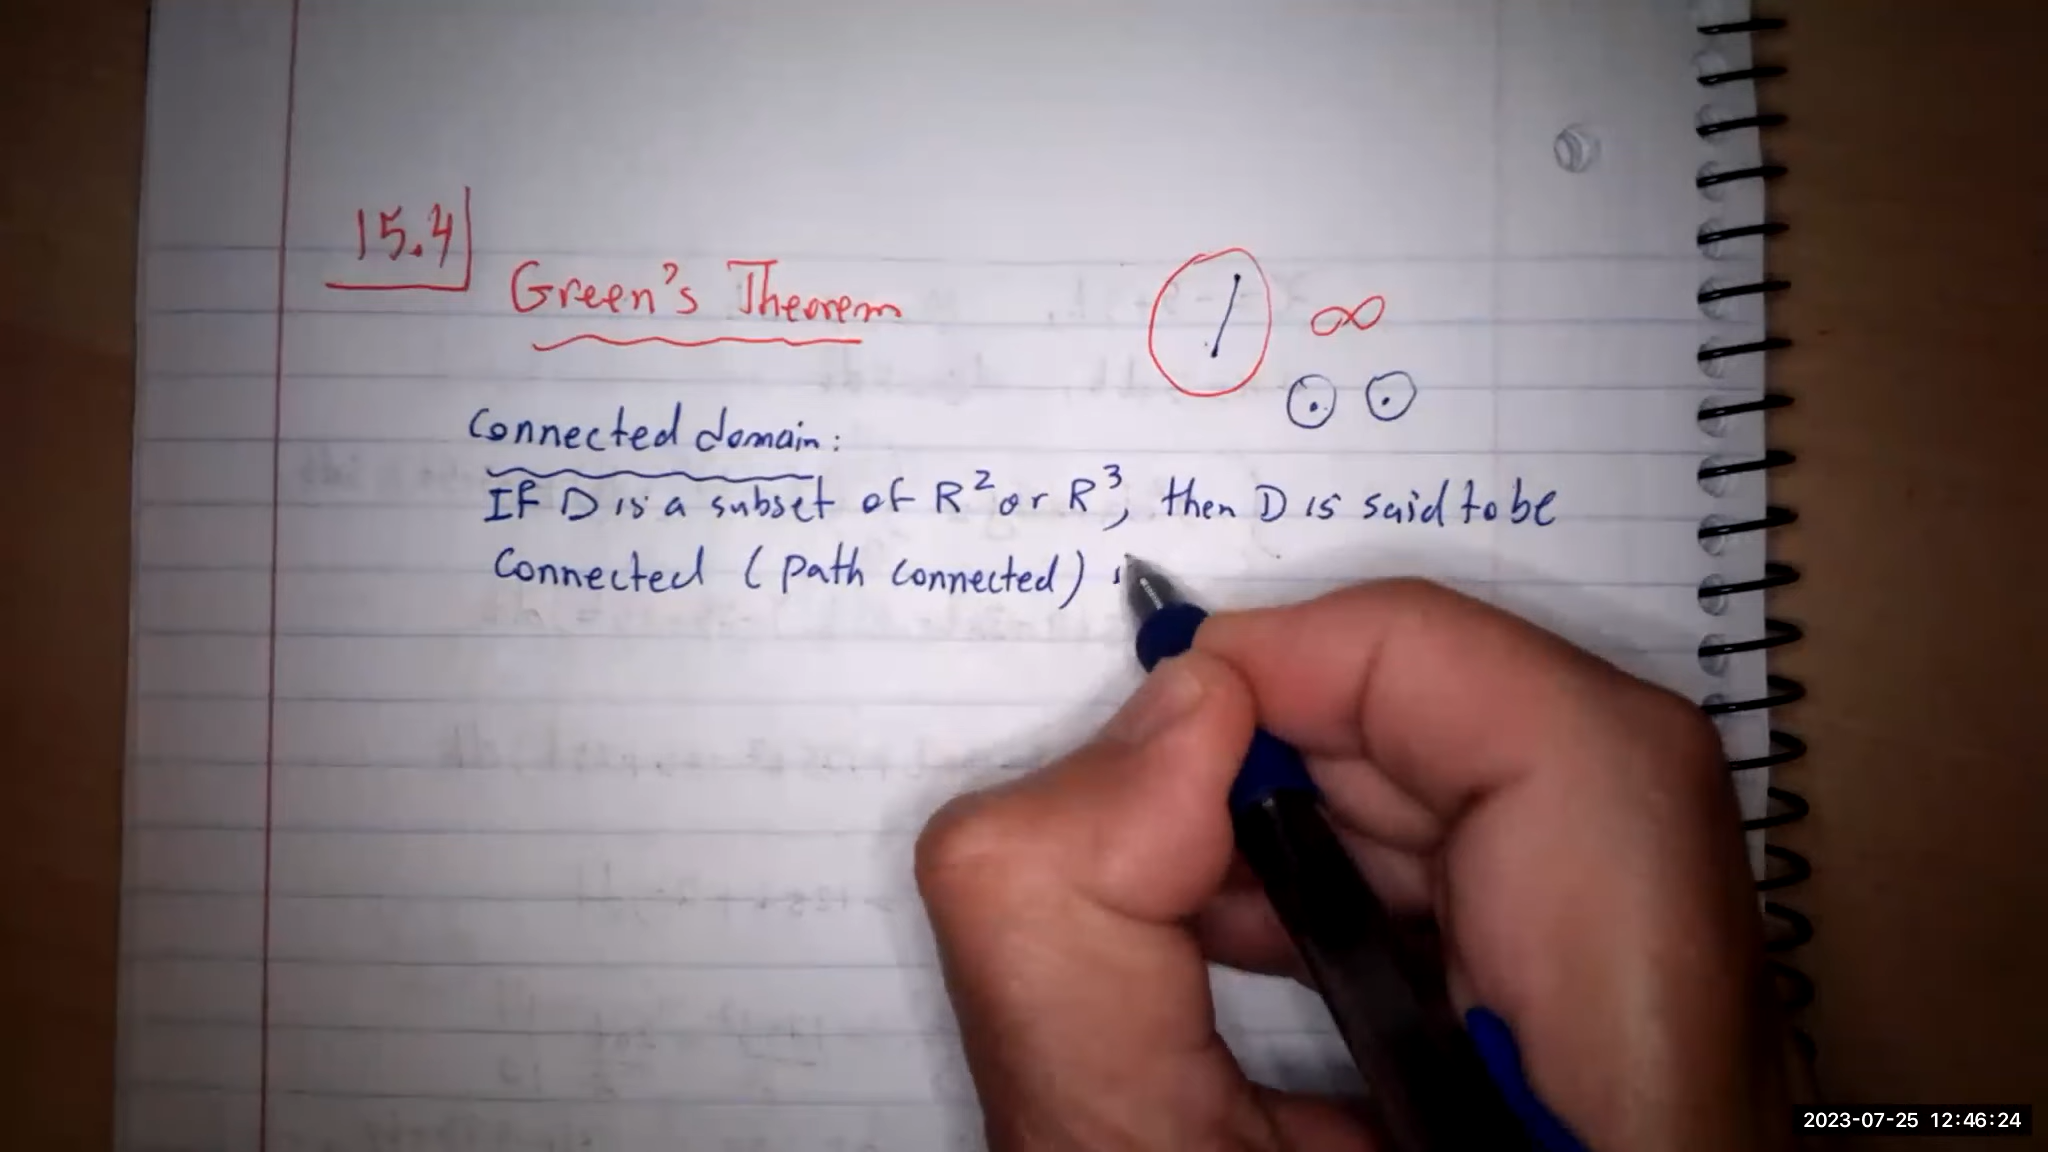 15.4
Green's Theorem
∞
Connected domain:
If D is a subset of R² or R³, then D is said to be
Connected (path connected)
2023-07-25 12:46:24